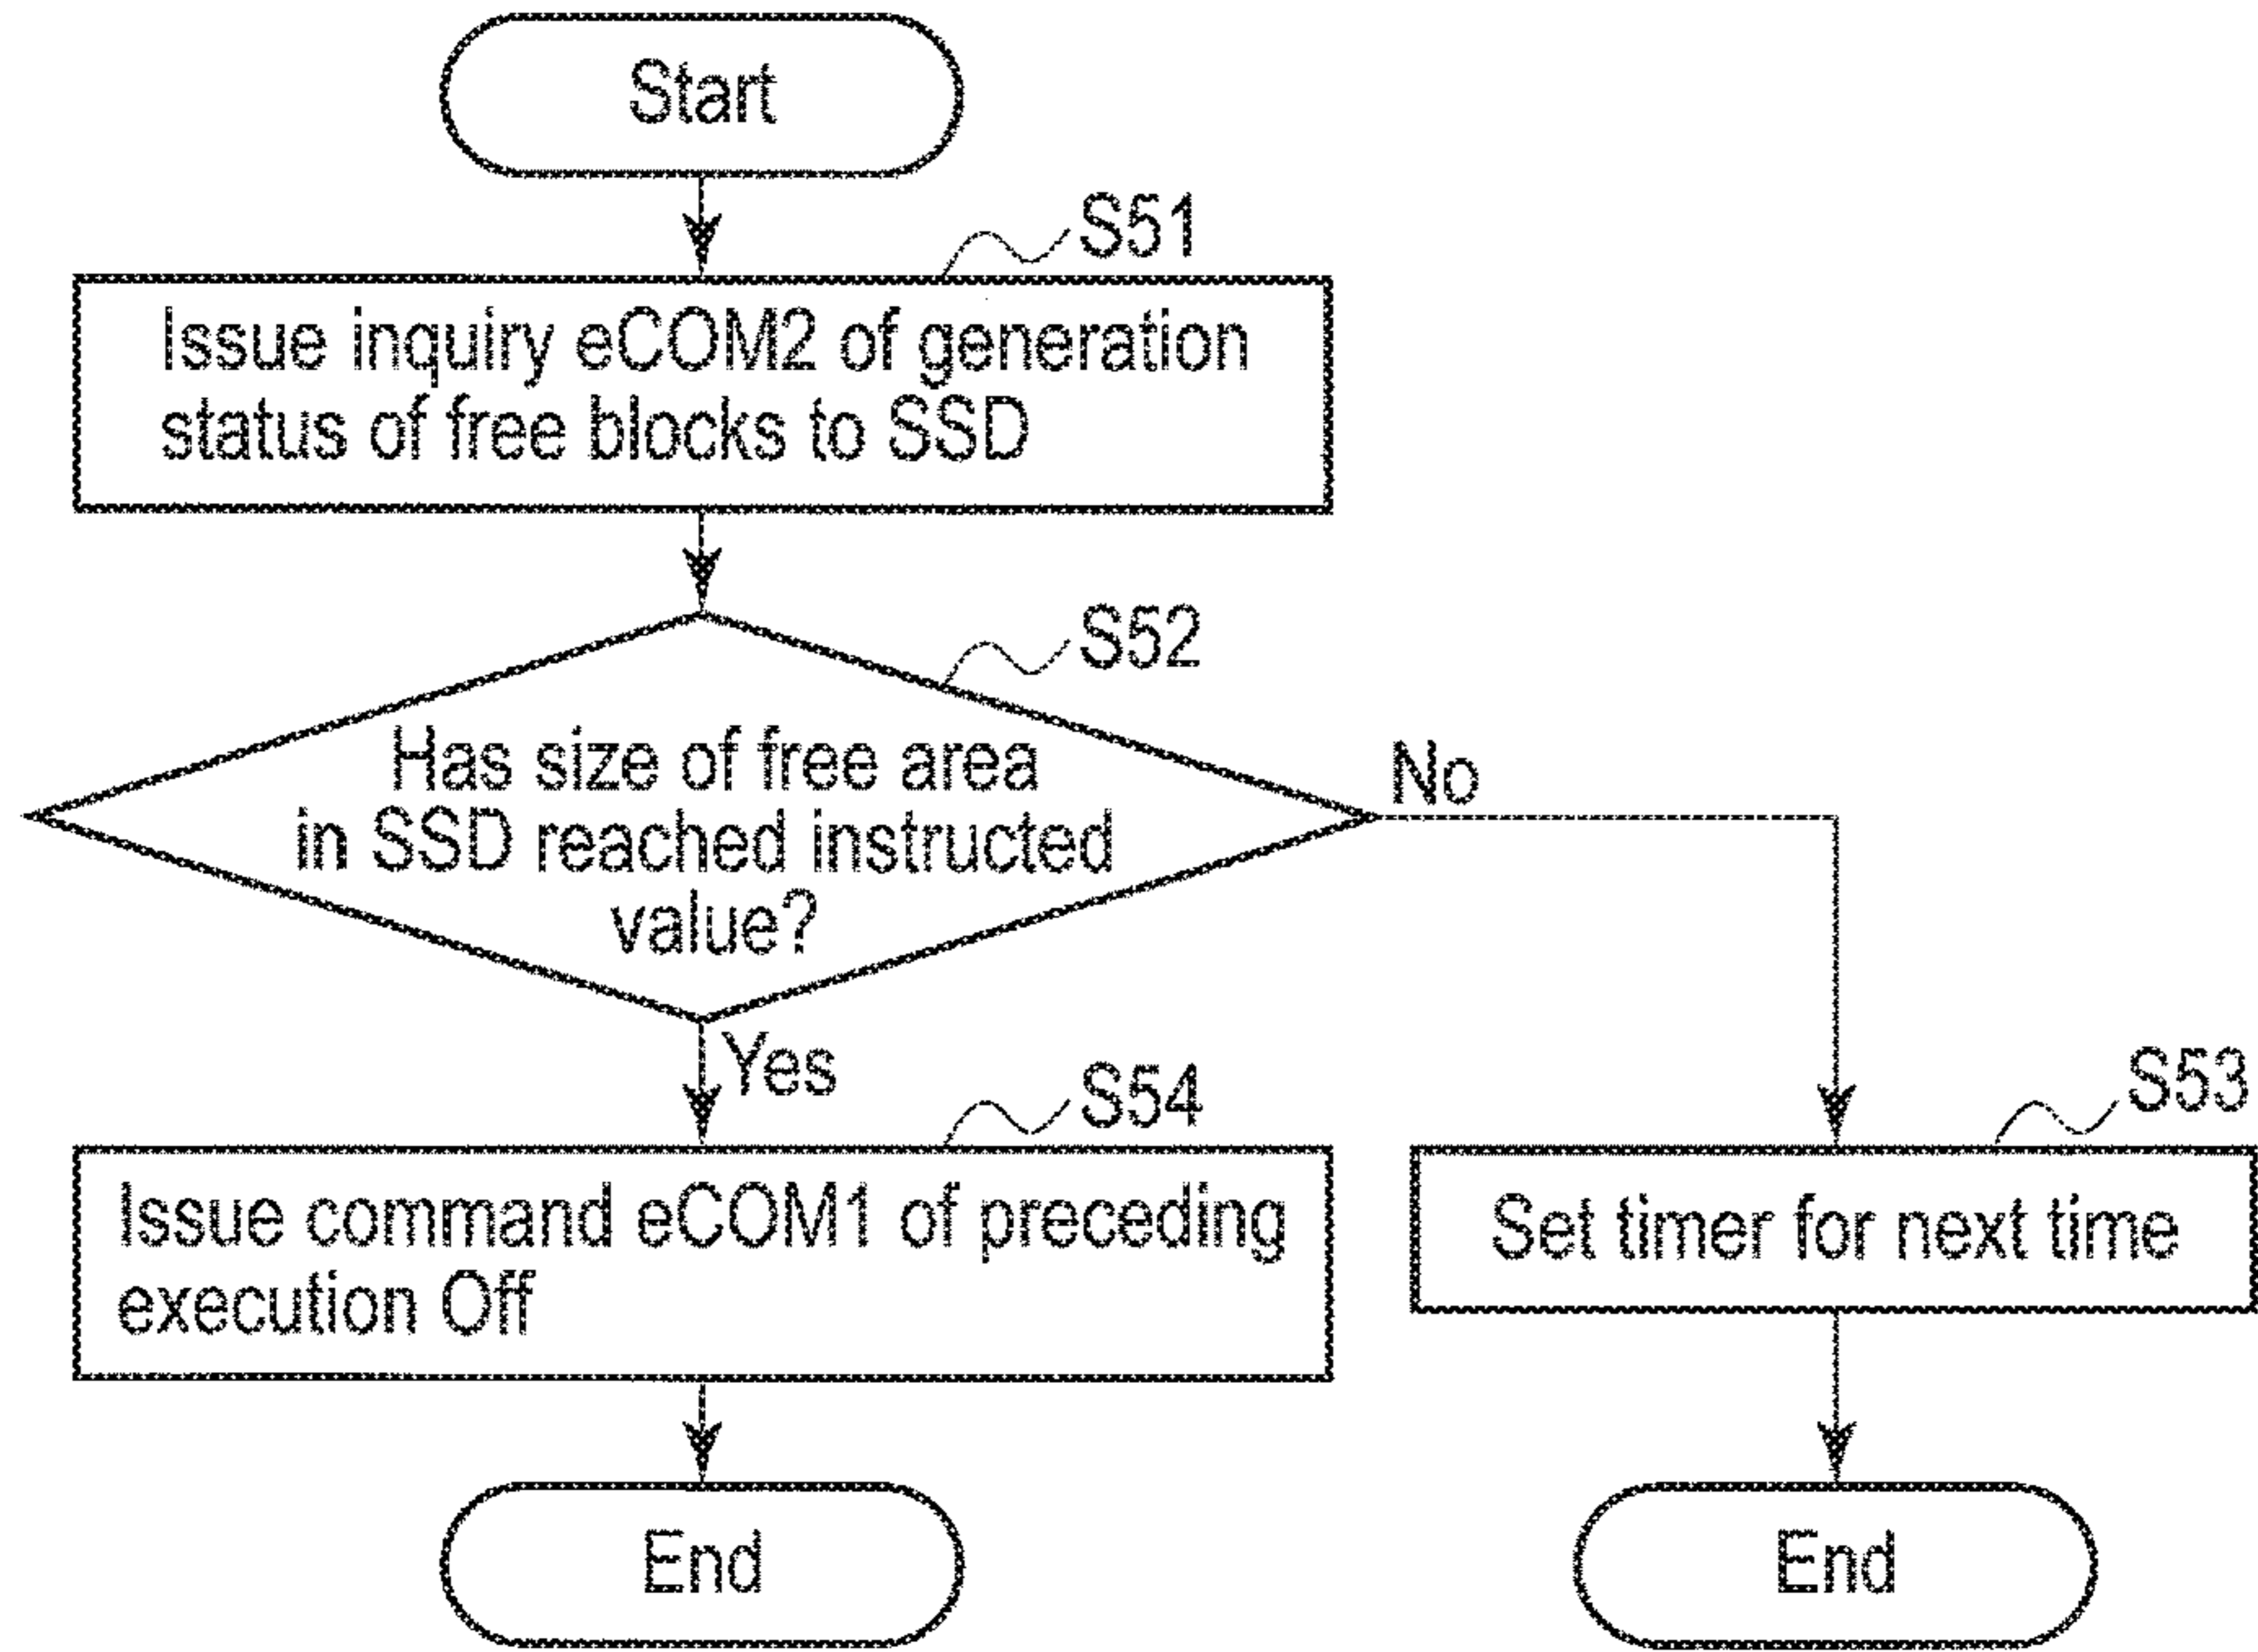 Start
S51
Issue inquiry eCOM2 of generation
status of free blocks to SSD
S52
Has size of free area
in SSD reached instructed
value?
No
Yes
S54
Issue command eCOM1 of preceding
execution Off
S53
Set timer for next time
End
End